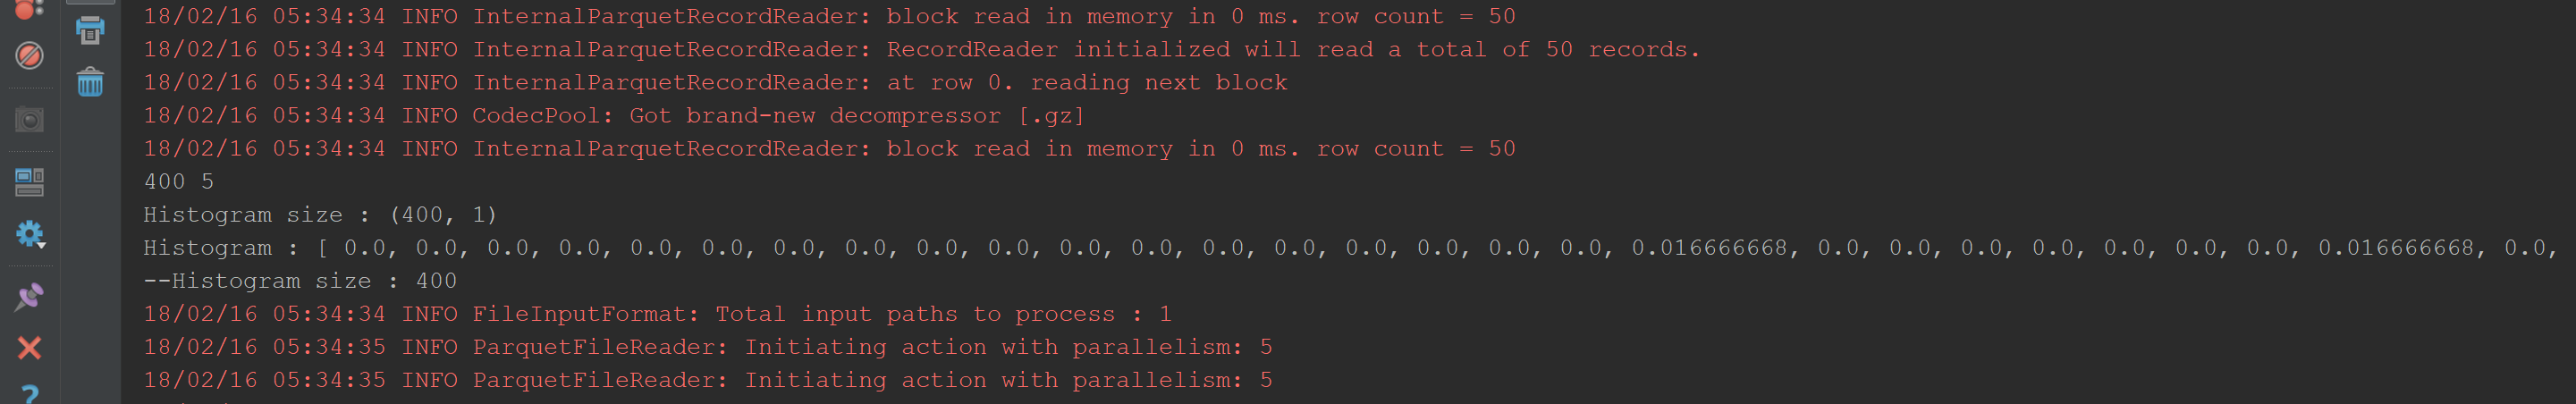 18/02/16 05:34:34 INFO InternalParquetRecordReader: block read in memory in 0 ms. row count = 50
18/02/16 05:34:34 INFO InternalParquetRecordReader: RecordReader initialized will read a total of 50 records.
18/02/16 05:34:34 INFO InternalParquetRecordReader: at row 0. reading next block
18/02/16 05:34:34 INFO CodecPool: Got brand-new decompressor [.gz]
18/02/16 05:34:34 INFO InternalParquetRecordReader: block read in memory in 0 ms. row count = 50
400 5
Histogram size : (400, 1)
Histogram : [ 0.0, 0.0, 0.0, 0.0, 0.0, 0.0, 0.0, 0.0, 0.0, 0.0, 0.0, 0.0, 0.0, 0.0, 0.0, 0.0, 0.0, 0.0, 0.016666668, 0.0, 0.0, 0.0, 0.0, 0.0, 0.0, 0.0, 0.016666668, 0.0,
--Histogram size : 400
18/02/16 05:34:34 INFO FileInputFormat: Total input paths to process : 1
18/02/16 05:34:35 INFO ParquetFileReader: Initiating action with parallelism: 5
18/02/16 05:34:35 INFO ParquetFileReader: Initiating action with parallelism: 5